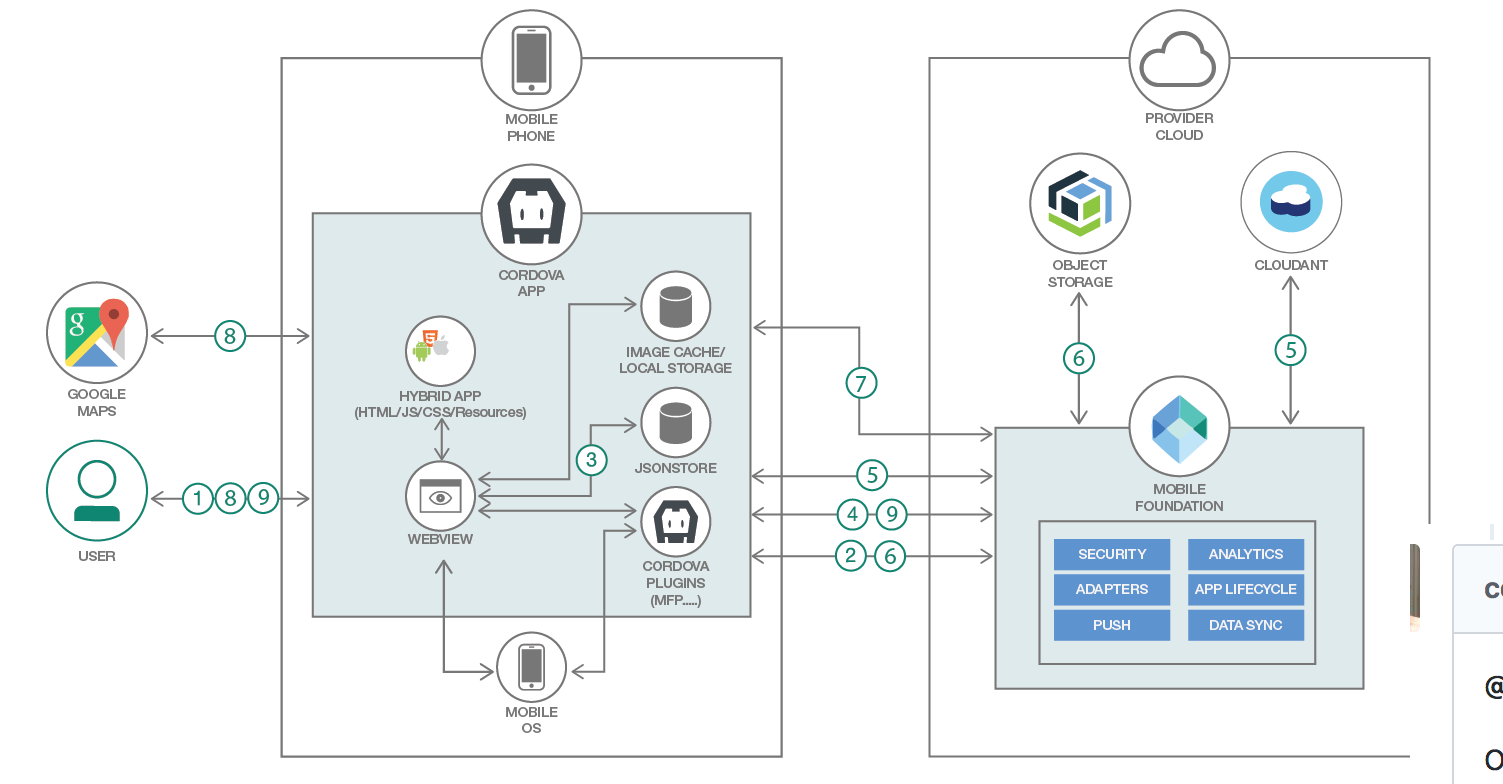 MOBILE
PHONE
CORDOVA
APP
GOOGLE
MAPS
8
USER
1 8 9
HYBRID APP
(HTML/JS/CSS/Resources)
WEBVIEW
IMAGE CACHE/
LOCAL STORAGE
3
JSONSTORE
CORDOVA
PLUGINS
(MFP.....)
MOBILE
OS
7
5
4 9
2 6
PROVIDER
CLOUD
OBJECT
STORAGE
CLOUDANT
6
5
MOBILE
FOUNDATION
SECURITY
ANALYTICS
ADAPTERS
APP LIFECYCLE
PUSH
DATA SYNC
g
5
@